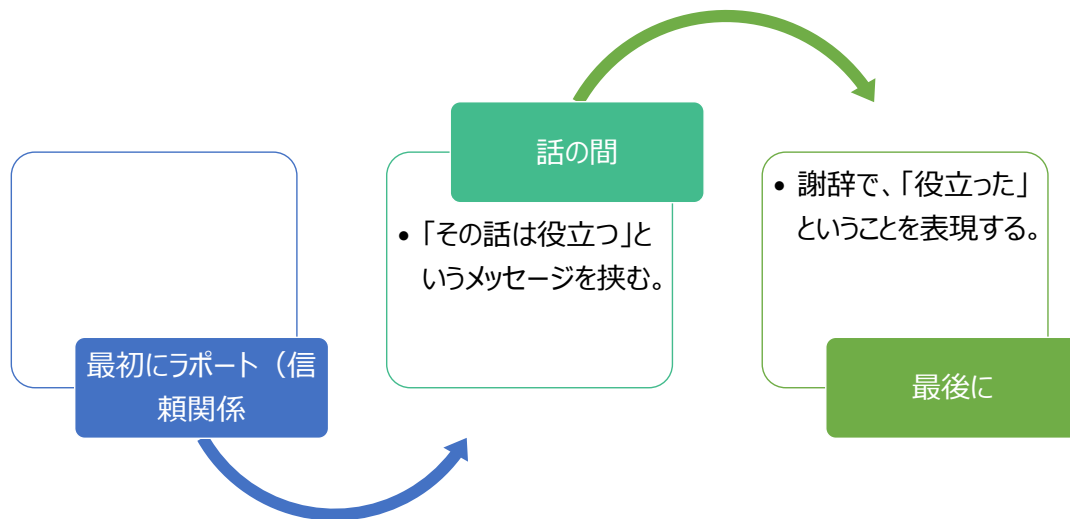 最初にラポート（信
頼関係
話の間
• 「その話は役立つ」と
いうメッセージを挟む。
• 謝辞で、「役立った」
ということを表現する。
最後に